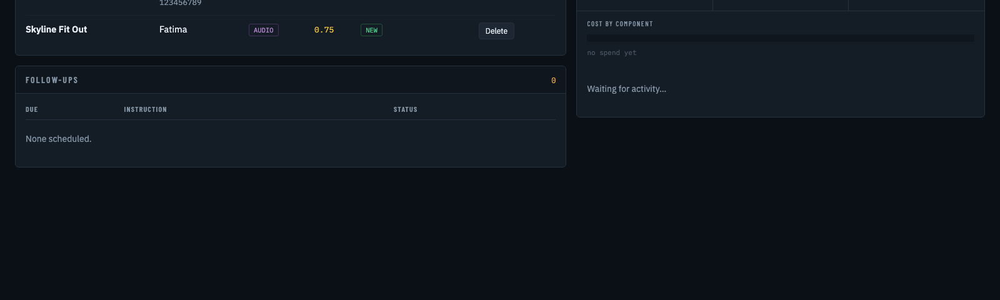 123456789
Skyline Fit Out Fatima AUDIO 0.75 NEW Delete
FOLLOW-UPS 0
DUE INSTRUCTION STATUS
None scheduled.
COST BY COMPONENT
no spend yet
Waiting for activity...